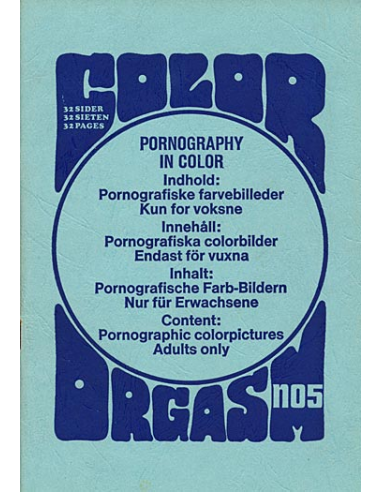 COLOR
32 SIDER
32 SIETEN
32 PAGES
PORNOGRAPHY
IN COLOR
Indhold:
Pornografiske farvebilleder
Kun for voksne
Innehåll:
Pornografiska colorbilder
Endast för vuxna
Inhalt:
Pornografische Farb-Bildern
Nur für Erwachsene
Content:
Pornographic colorpictures
Adults only
ORGASM
no5